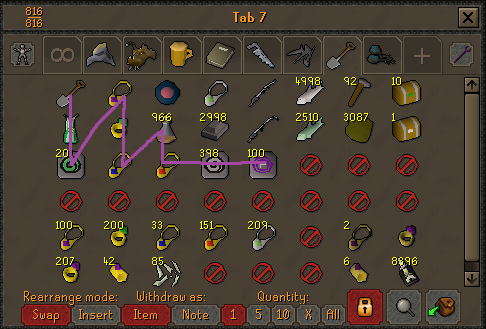 816
816
Tab 7
4998 92 10
966 2998 2510 3087 1
20 398 100
100 200 33 151 209 2
207 42 85 6 8896
Rearrange mode: Withdraw as: Quantity:
Swap Insert Item Note 1 5 10 X All